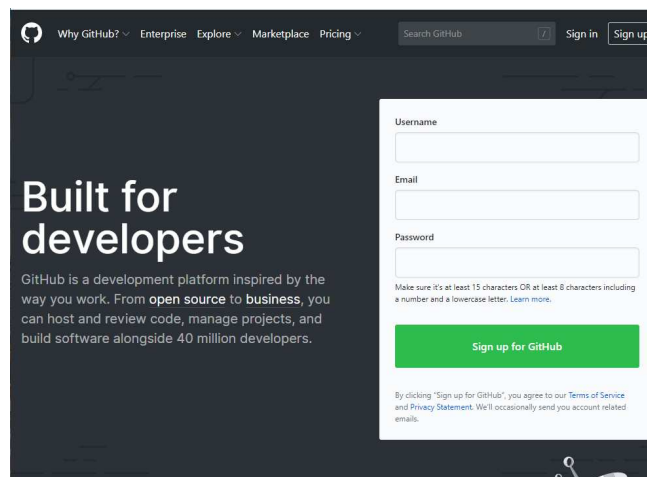 Why GitHub? Enterprise Explore Marketplace Pricing Search GitHub / Sign in Sign up
Built for
developers
GitHub is a development platform inspired by the
way you work. From open source to business, you
can host and review code, manage projects, and
build software alongside 40 million developers.
Username
Email
Password
Make sure it's at least 15 characters OR at least 8 characters including
a number and a lowercase letter. Learn more.
Sign up for GitHub
By clicking "Sign up for GitHub", you agree to our Terms of Service
and Privacy Statement. We'll occasionally send you account related
emails.